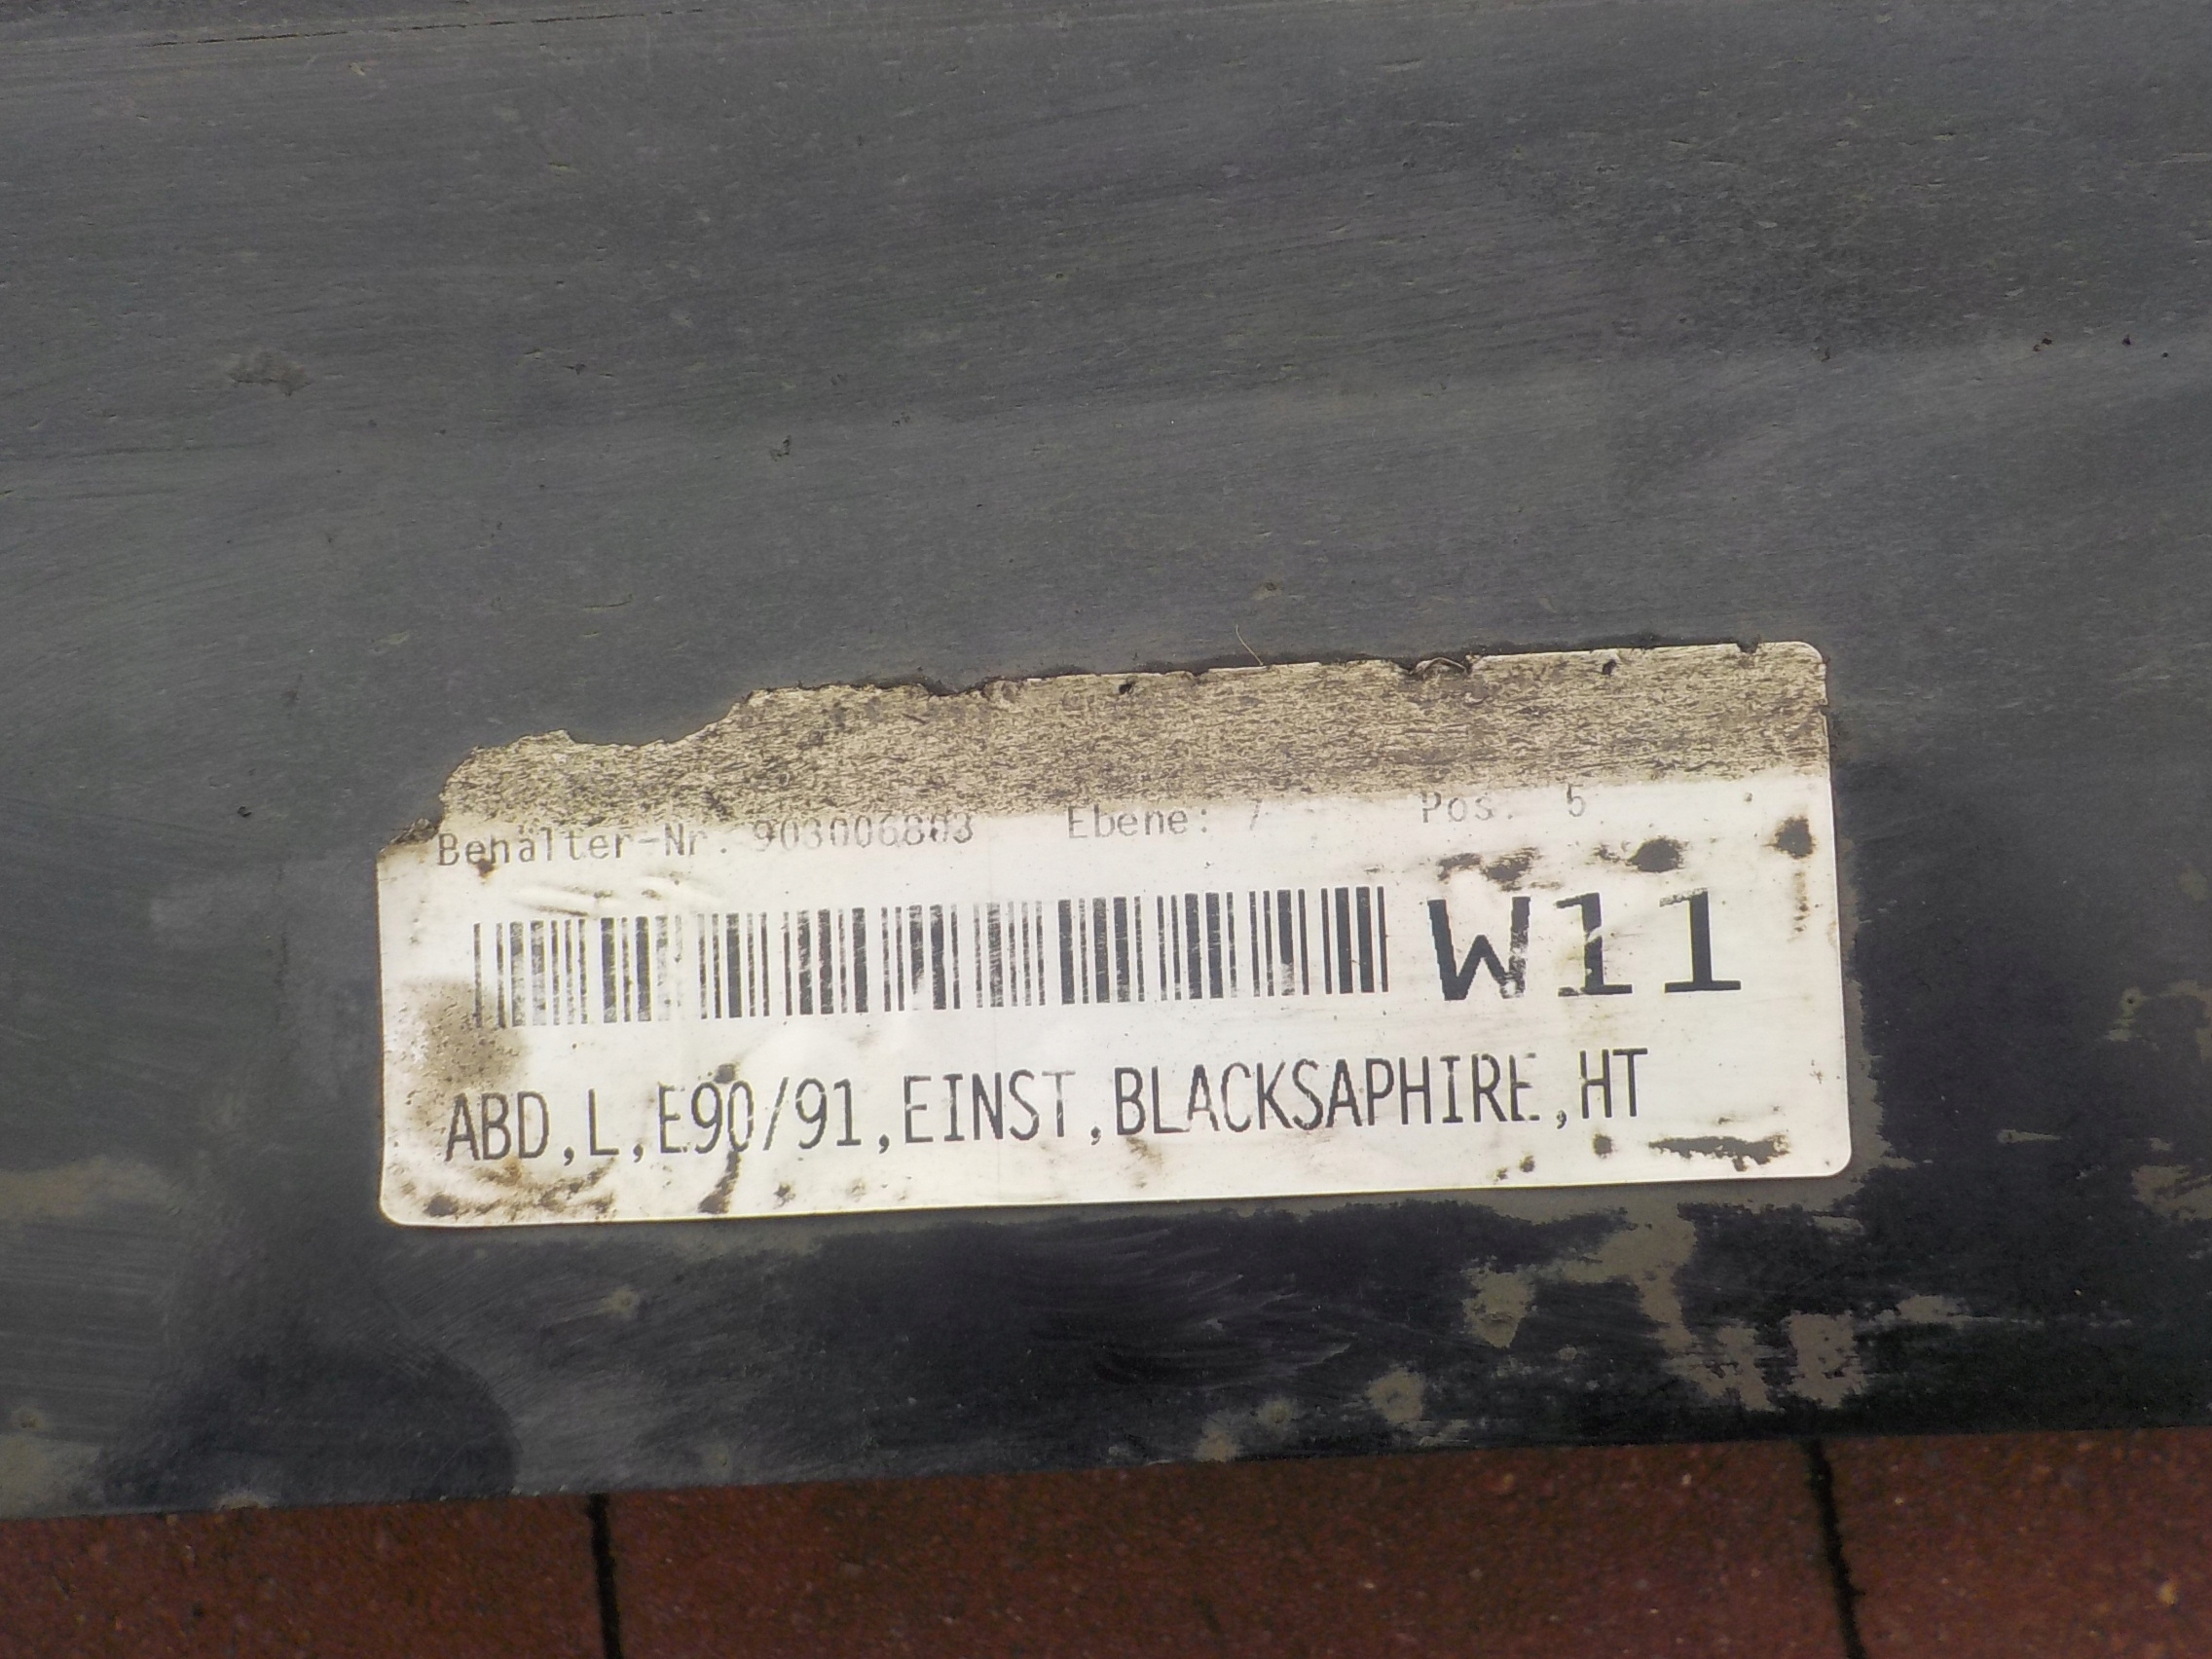 Behälter-Nr. 903006803 Ebene: 7 Pos. 5
W11
ABD,L,E90/91,EINST,BLACKSAPHIRE,HT